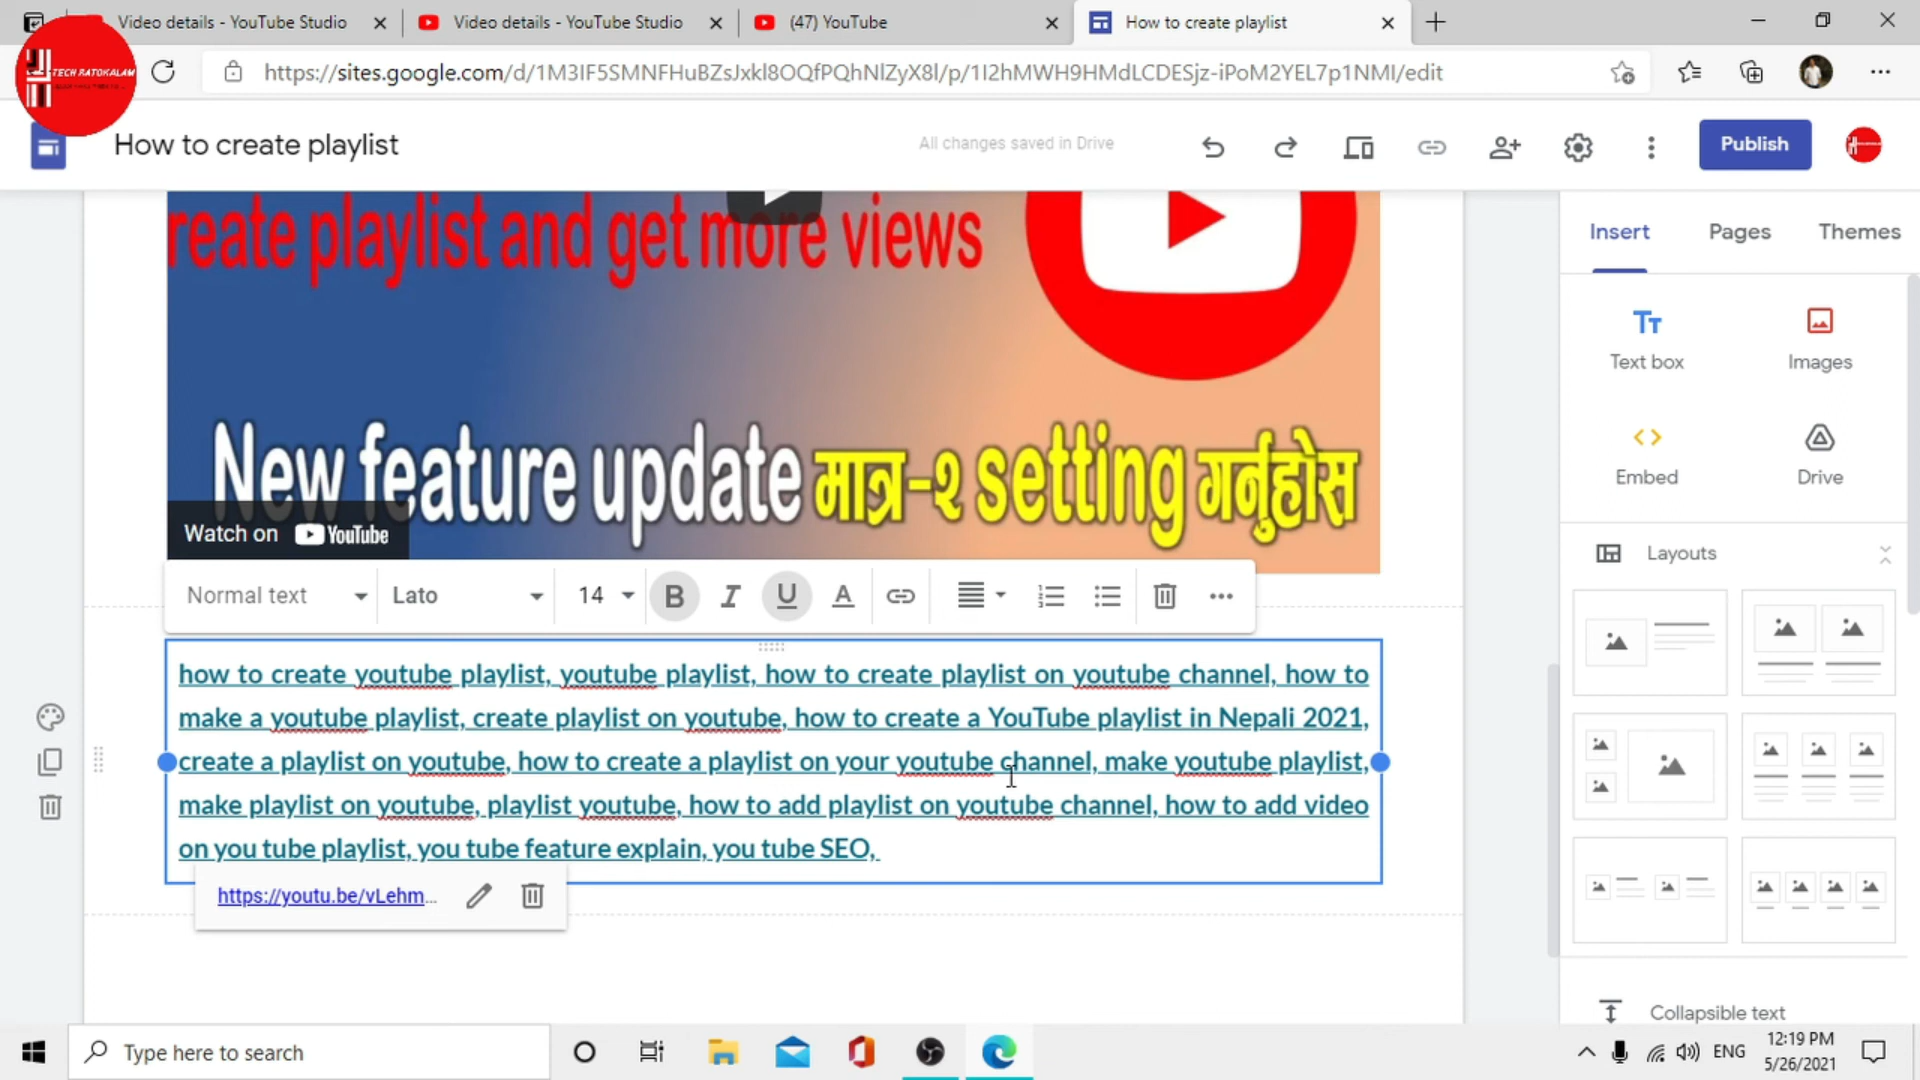 Video details - YouTube Studio
Video details - YouTube Studio
(47) YouTube
How to create playlist
TECH RATOKALAM
https://sites.google.com/d/1M3IF5SMNFHuBZsJxkl8OQfPQhNlZyX8l/p/1I2hMWH9HMdLCDESjz-iPoM2YEL7p1NMI/edit
How to create playlist
All changes saved in Drive
Publish
reate playlist and get more views
Insert
Pages
Themes
Text box
Images
New feature update मात्र-२ setting गर्नुहोस
Embed
Drive
Watch on YouTube
Layouts
Normal text
Lato
14
B I U A
how to create youtube playlist, youtube playlist, how to create playlist on youtube channel, how to
make a youtube playlist, create playlist on youtube, how to create a YouTube playlist in Nepali 2021,
create a playlist on youtube, how to create a playlist on your youtube channel, make youtube playlist,
make playlist on youtube, playlist youtube, how to add playlist on youtube channel, how to add video
on you tube playlist, you tube feature explain, you tube SEO,
https://youtu.be/vLehm...
Collapsible text
Type here to search
ENG
12:19 PM
5/26/2021